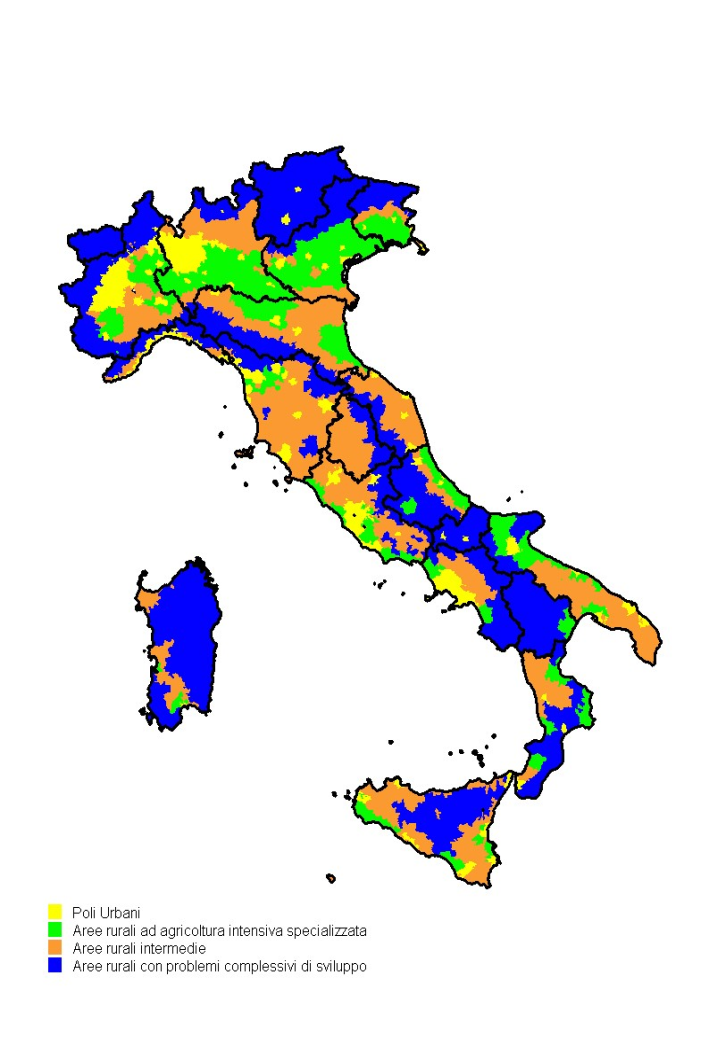 Poli Urbani
Aree rurali ad agricoltura intensiva specializzata
Aree rurali intermedie
Aree rurali con problemi complessivi di sviluppo